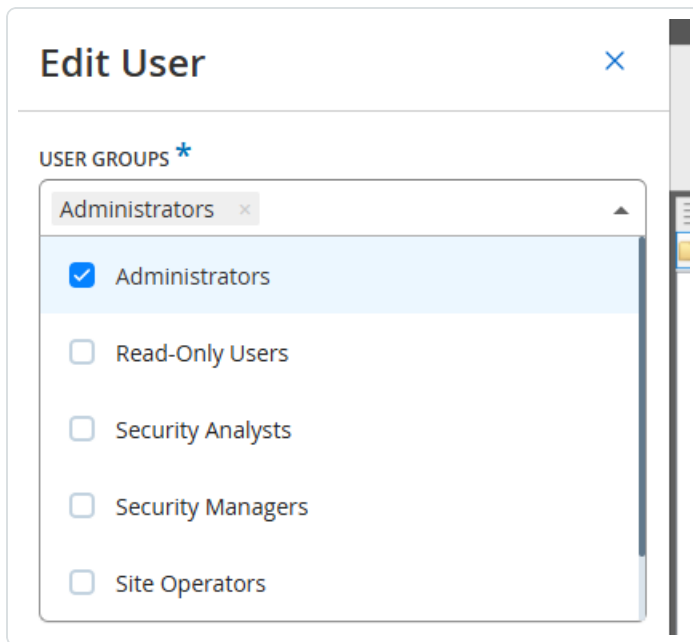 Edit User
USER GROUPS *
Administrators ×
Administrators
Read-Only Users
Security Analysts
Security Managers
Site Operators